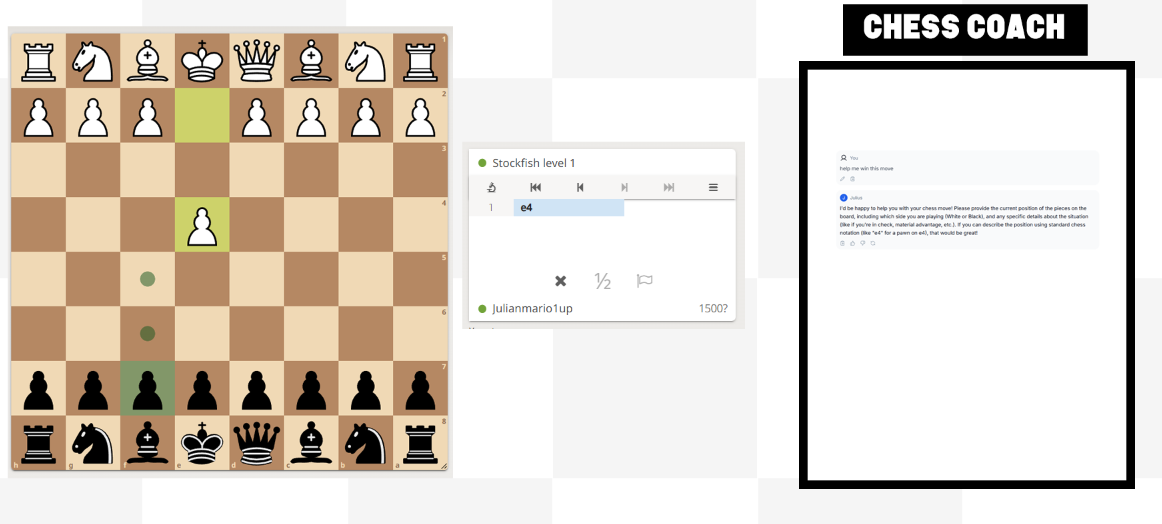 CHESS COACH
1
2
3
4
5
6
7
8
h
g
f
e
d
c
b
a
Stockfish level 1
1 e4
½
Julianmario1up 1500?
You
help me win this move
Julius
I'd be happy to help you with your chess move! Please provide the current position of the pieces on the
board, including which side you are playing (White or Black), and any specific details about the situation
(like if you're in check, material advantage, etc.). If you can describe the position using standard chess
notation (like "e4" for a pawn on e4), that would be great!